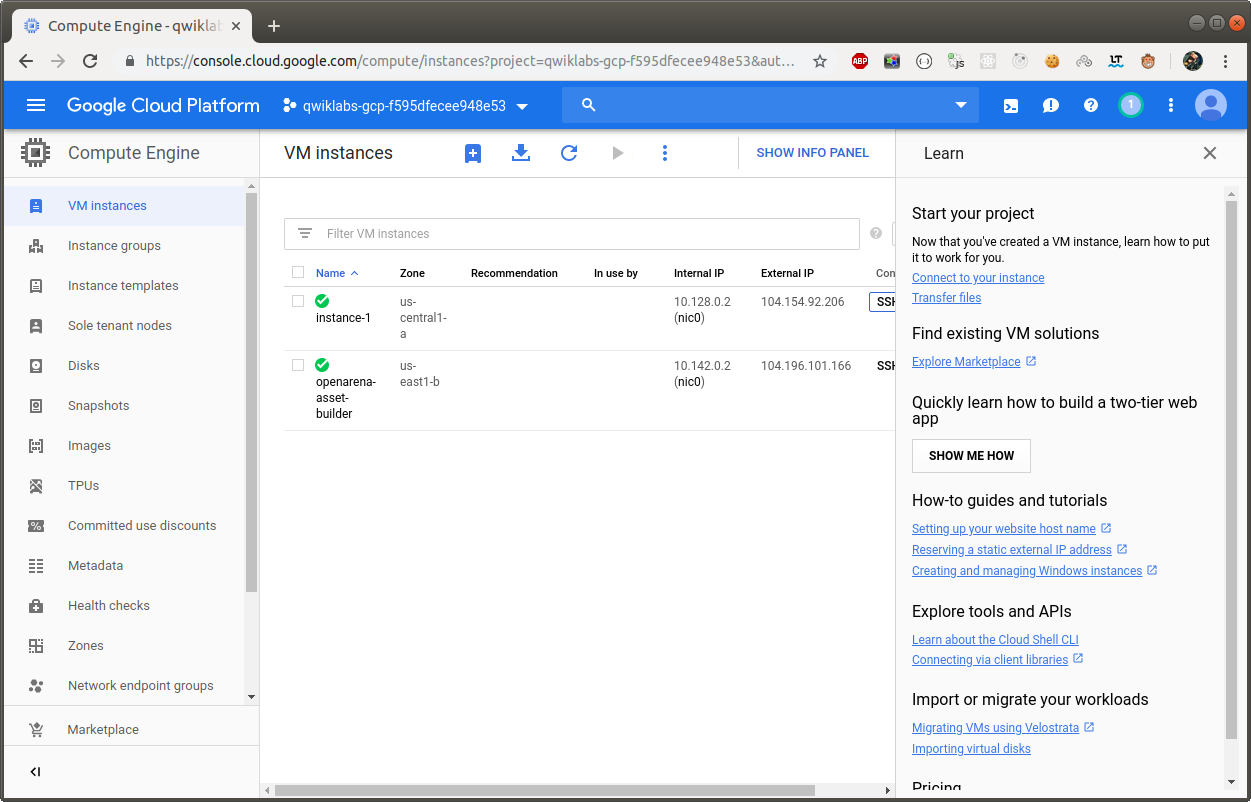 Compute Engine - qwikla
https://console.cloud.google.com/compute/instances?project=qwiklabs-gcp-f595dfecee948e53&aut...
ABP
JS
LT
Google Cloud Platform
qwiklabs-gcp-f595dfecee948e53
1
Compute Engine
VM instances
Instance groups
Instance templates
Sole tenant nodes
Disks
Snapshots
Images
TPUs
Committed use discounts
Metadata
Health checks
Zones
Network endpoint groups
Marketplace
VM instances
SHOW INFO PANEL
Filter VM instances
Name Zone Recommendation In use by Internal IP External IP Con
instance-1 us-central1-a 10.128.0.2 (nic0) 104.154.92.206 SSH
openarena-asset-builder us-east1-b 10.142.0.2 (nic0) 104.196.101.166 SSH
Learn
Start your project
Now that you've created a VM instance, learn how to put
it to work for you.
Connect to your instance
Transfer files
Find existing VM solutions
Explore Marketplace
Quickly learn how to build a two-tier web
app
SHOW ME HOW
How-to guides and tutorials
Setting up your website host name
Reserving a static external IP address
Creating and managing Windows instances
Explore tools and APIs
Learn about the Cloud Shell CLI
Connecting via client libraries
Import or migrate your workloads
Migrating VMs using Velostrata
Importing virtual disks
Pricing